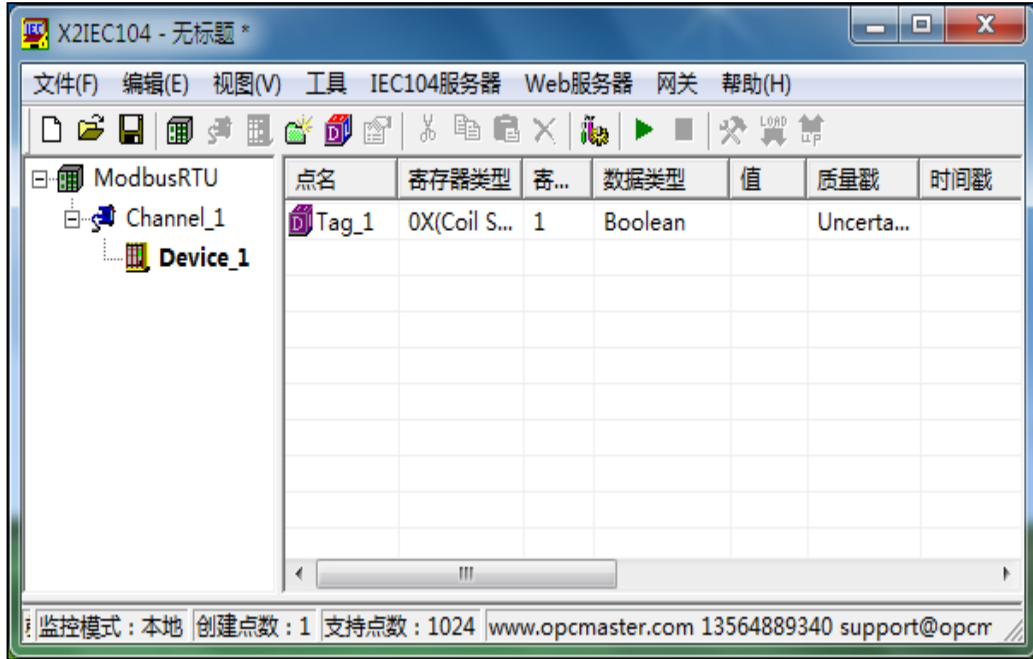 X2IEC104 - 无标题 *
文件(F) 编辑(E) 视图(V) 工具 IEC104服务器 Web服务器 网关 帮助(H)
ModbusRTU
Channel_1
Device_1
点名 寄存器类型 寄... 数据类型 值 质量戳 时间戳
Tag_1 0X(Coil S... 1 Boolean Uncerta...
监控模式：本地 创建点数：1 支持点数：1024 www.opcmaster.com 13564889340 support@opcm